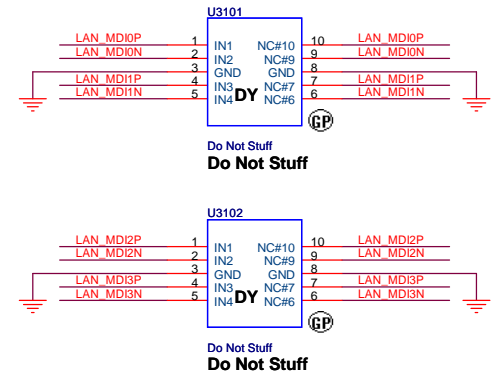 U3101
LAN_MDI0P 1 IN1 NC#10 10 LAN_MDI0P
LAN_MDI0N 2 IN2 NC#9 9 LAN_MDI0N
3 GND GND 8
LAN_MDI1P 4 IN3 NC#7 7 LAN_MDI1P
LAN_MDI1N 5 IN4 DY NC#6 6 LAN_MDI1N
GP
Do Not Stuff
Do Not Stuff
U3102
LAN_MDI2P 1 IN1 NC#10 10 LAN_MDI2P
LAN_MDI2N 2 IN2 NC#9 9 LAN_MDI2N
3 GND GND 8
LAN_MDI3P 4 IN3 NC#7 7 LAN_MDI3P
LAN_MDI3N 5 IN4 DY NC#6 6 LAN_MDI3N
GP
Do Not Stuff
Do Not Stuff